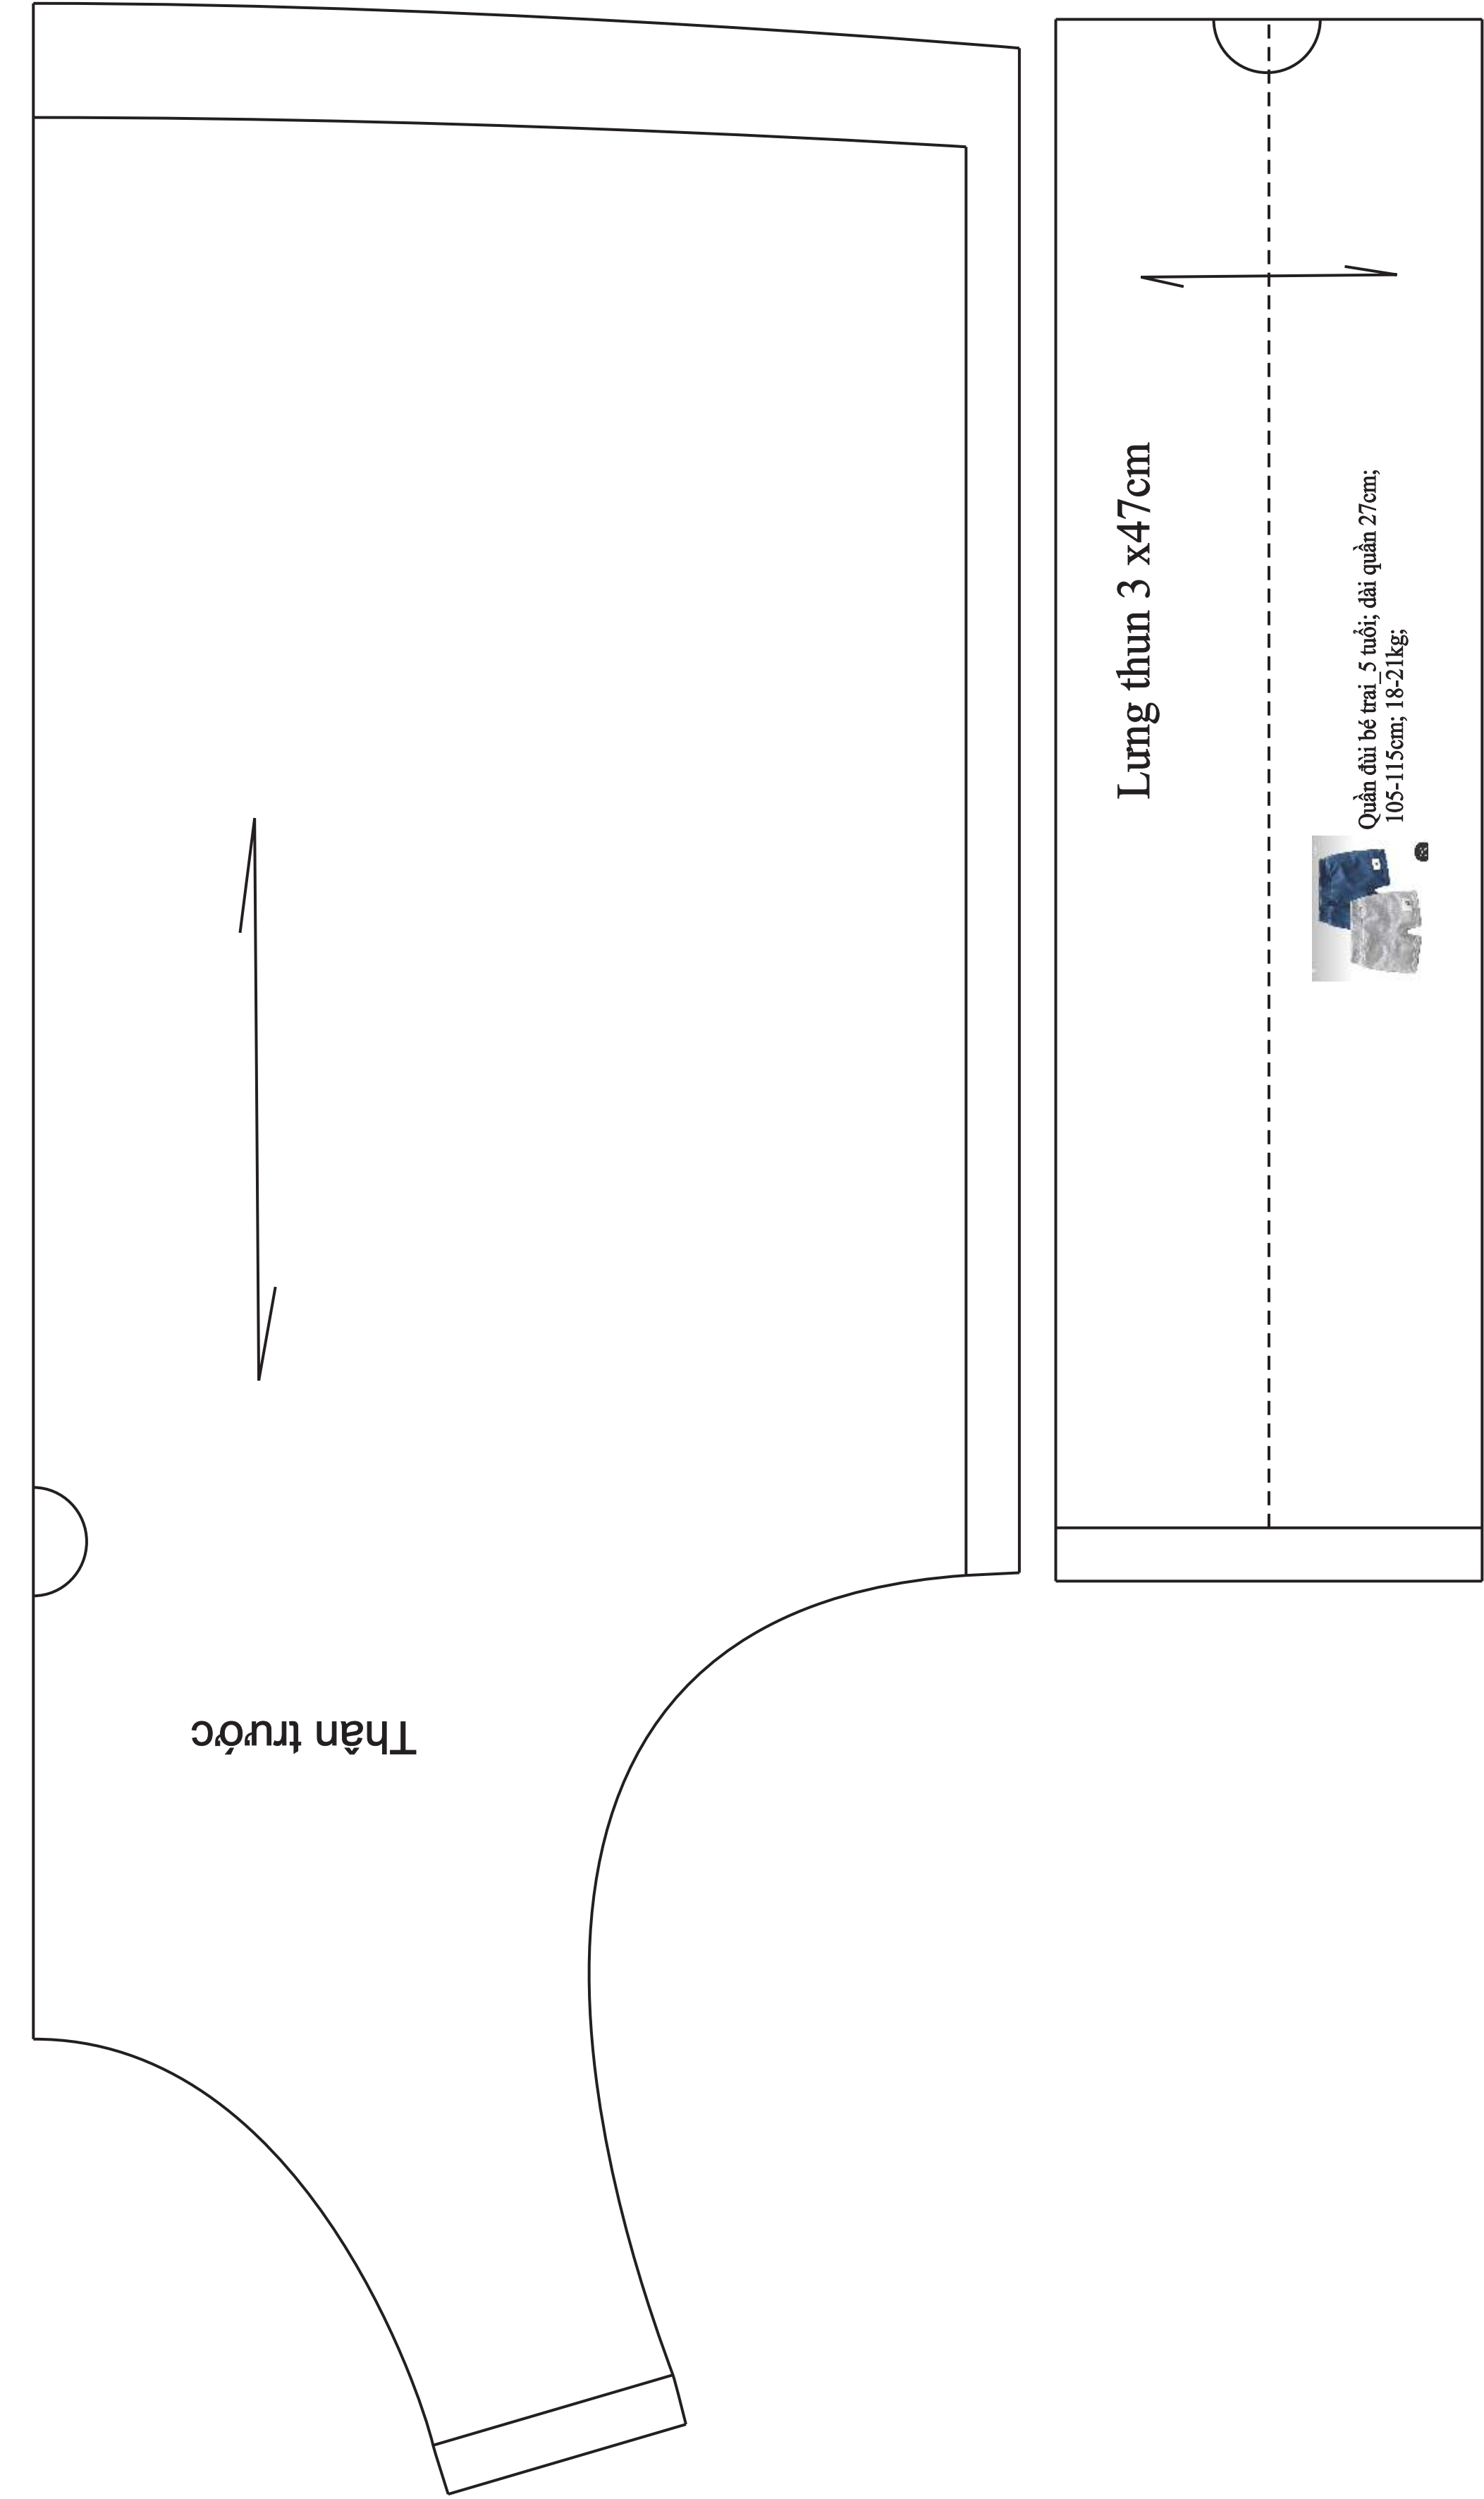 Lưng thun 3 x47cm
Quần đùi bé trai_5 tuổi; dài quần 27cm;
105-115cm; 18-21kg;
Thân trước